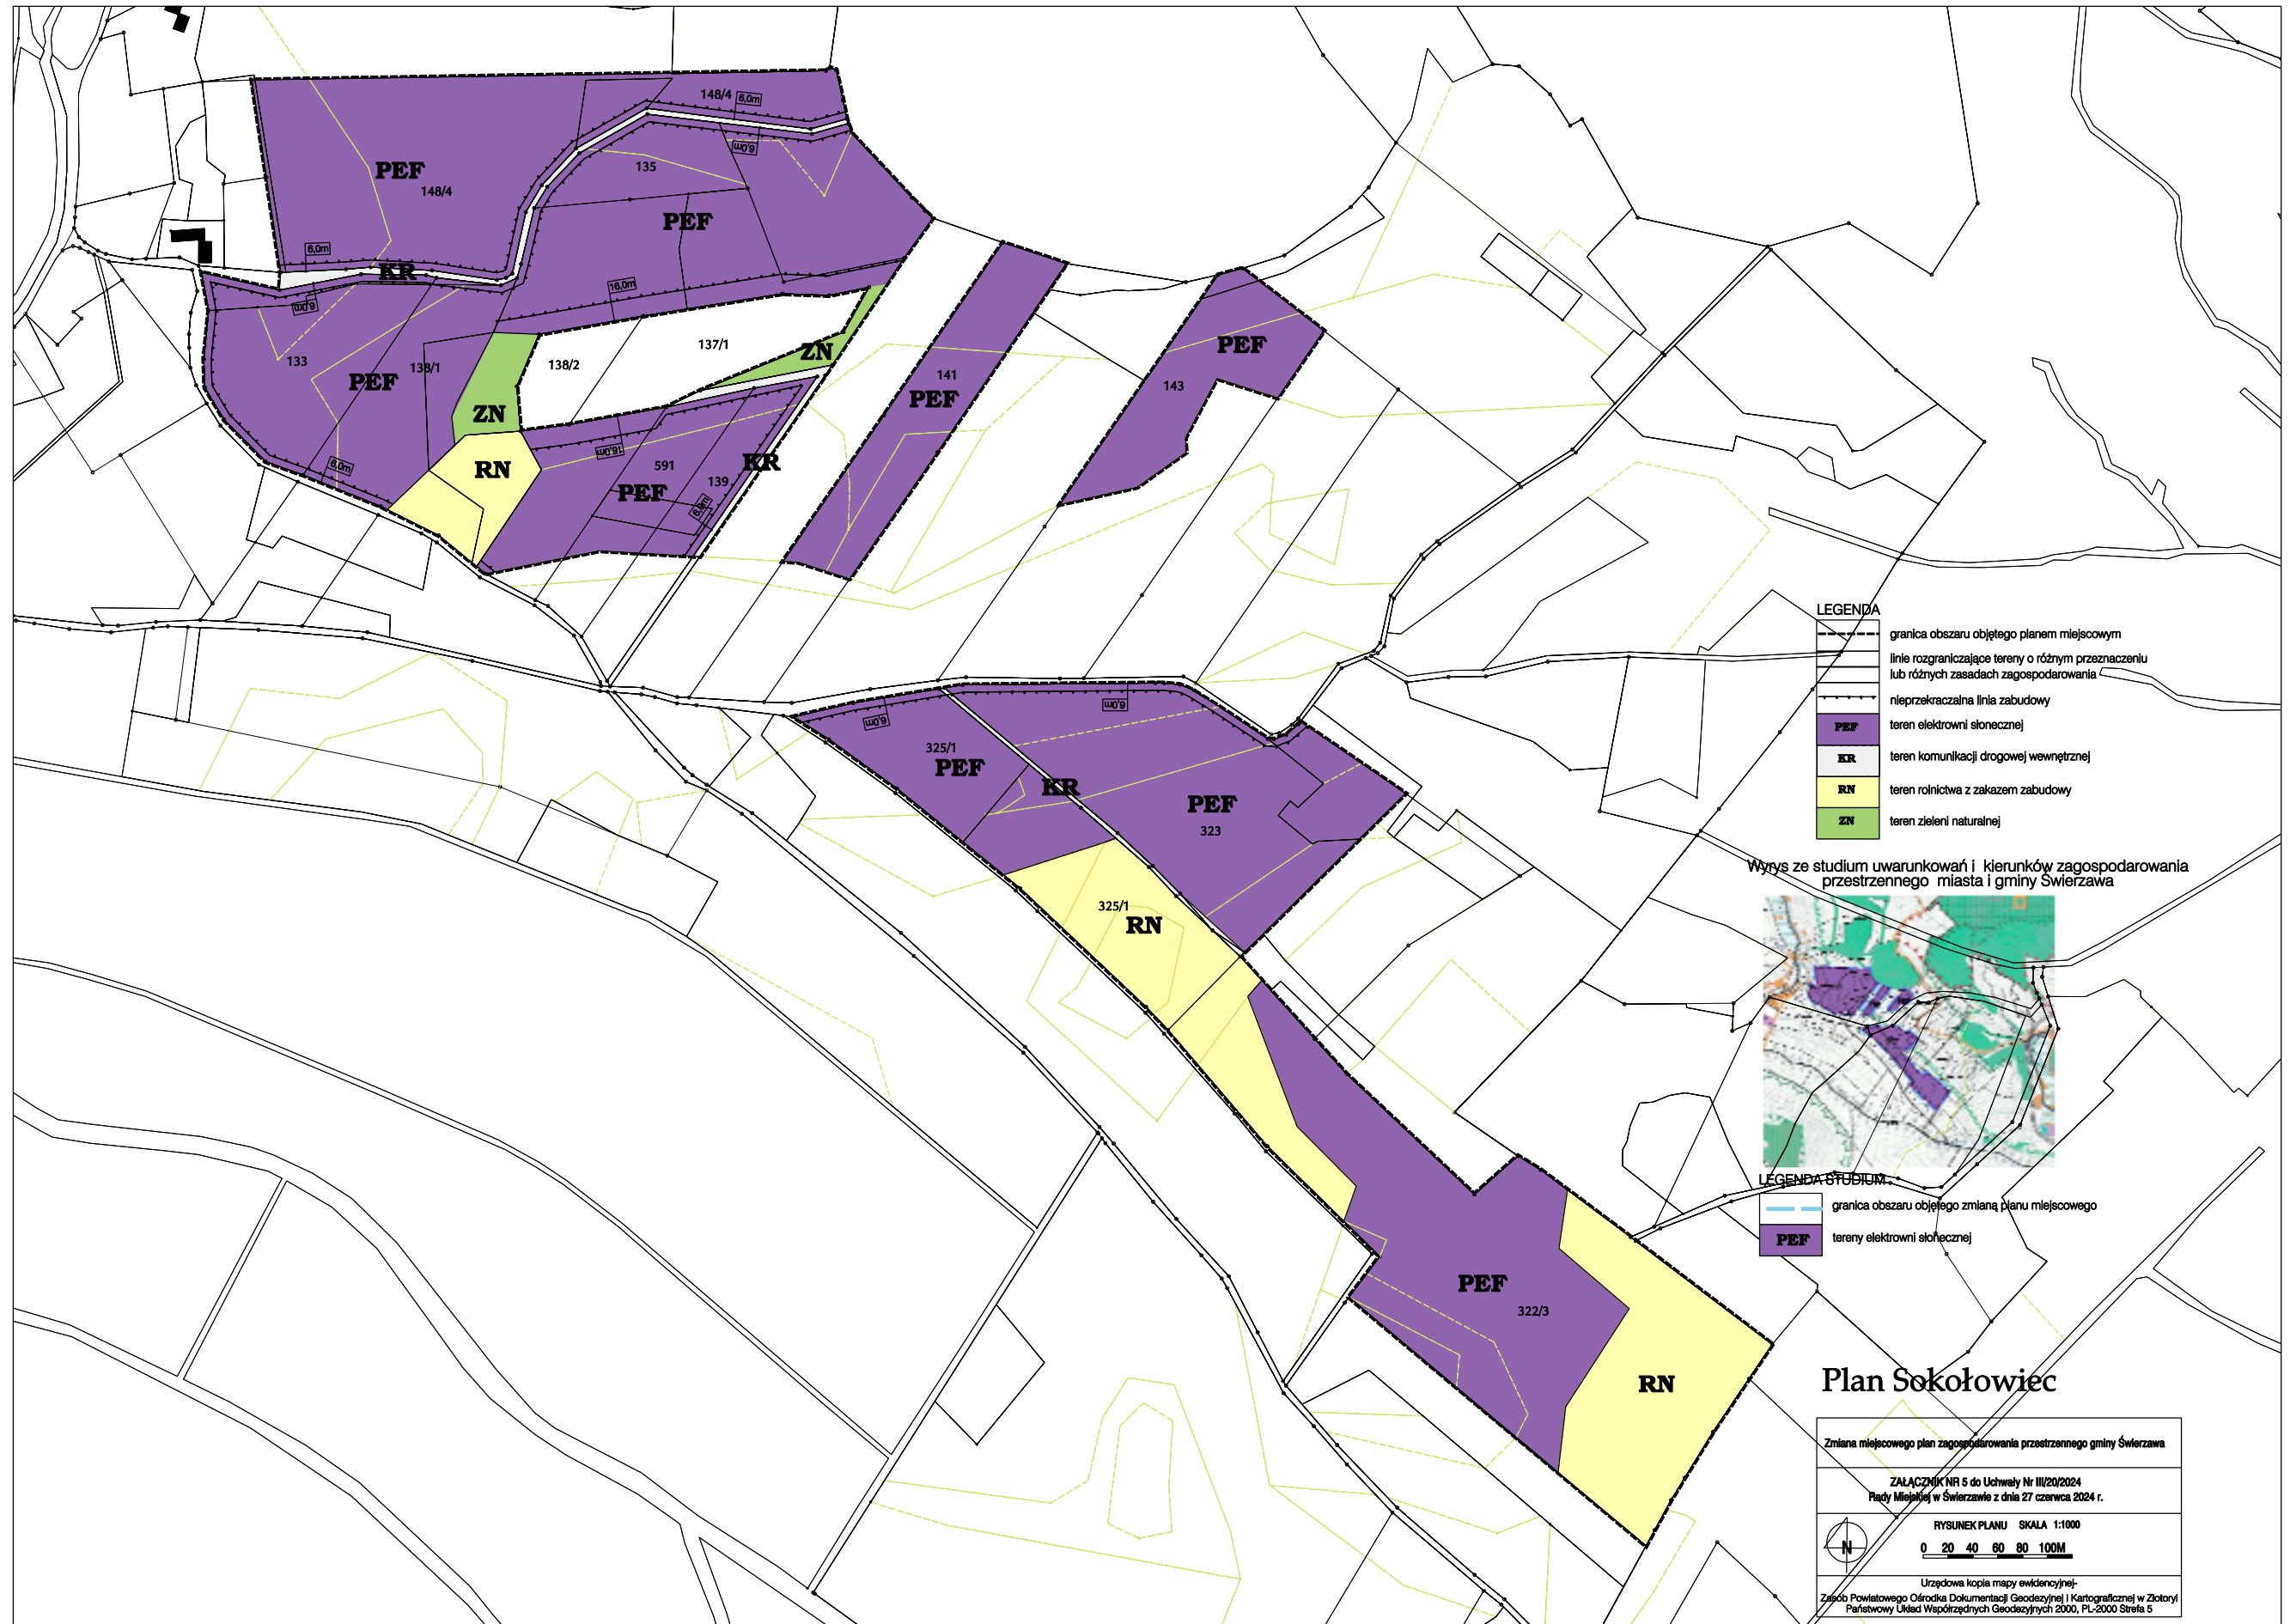 148/4
6,0m
6,0m
135
PEF
148/4
PEF
6,0m
KR
6,0m
16,0m
133
138/1
PEF
138/2
137/1
ZN
ZN
141
PEF
PEF
143
RN
16,0m
591
139
KR
PEF
6,0m
6,0m
6,0m
6,0m
325/1
PEF
KR
PEF
323
325/1
RN
PEF
322/3
RN
LEGENDA
granica obszaru objętego planem miejscowym
linie rozgraniczające tereny o różnym przeznaczeniu
lub różnych zasadach zagospodarowania
nieprzekraczalna linia zabudowy
PEF teren elektrowni słonecznej
KR teren komunikacji drogowej wewnętrznej
RN teren rolnictwa z zakazem zabudowy
ZN teren zieleni naturalnej
Wyrys ze studium uwarunkowań i kierunków zagospodarowania
przestrzennego miasta i gminy Świerzawa
LEGENDA STUDIUM
granica obszaru objętego zmianą planu miejscowego
PEF tereny elektrowni słonecznej
Plan Sokołowiec
Zmiana miejscowego plan zagospodarowania przestrzennego gminy Świerzawa
ZAŁĄCZNIK NR 5 do Uchwały Nr III/20/2024
Rady Miejskiej w Świerzawie z dnia 27 czerwca 2024 r.
RYSUNEK PLANU SKALA 1:1000
N
0 20 40 60 80 100M
Urzędowa kopia mapy ewidencyjnej-
Zasób Powiatowego Ośrodka Dokumentacji Geodezyjnej i Kartograficznej w Złotoryi
Państwowy Układ Współrzędnych Geodezyjnych 2000, PL-2000 Strefa 5